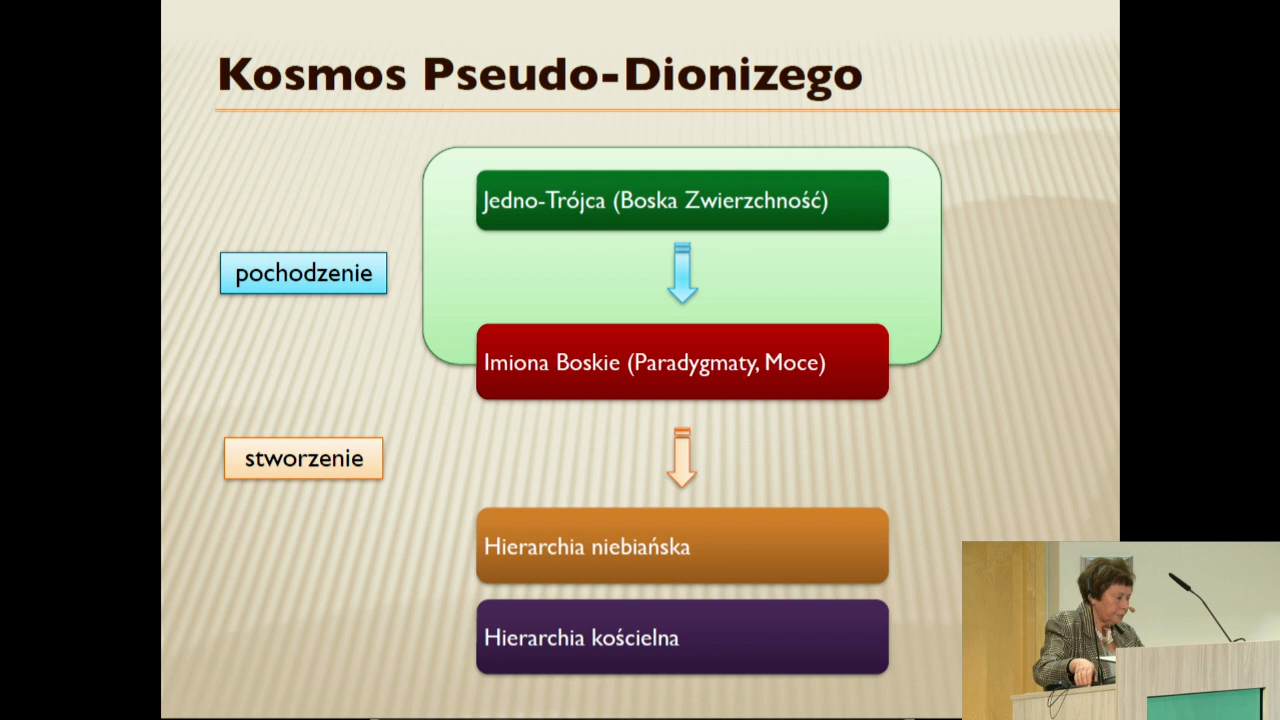 Kosmos Pseudo-Dionizego
Jedno-Trójca (Boska Zwierzchność)
pochodzenie
Imiona Boskie (Paradygmaty, Moce)
stworzenie
Hierarchia niebiańska
Hierarchia kościelna